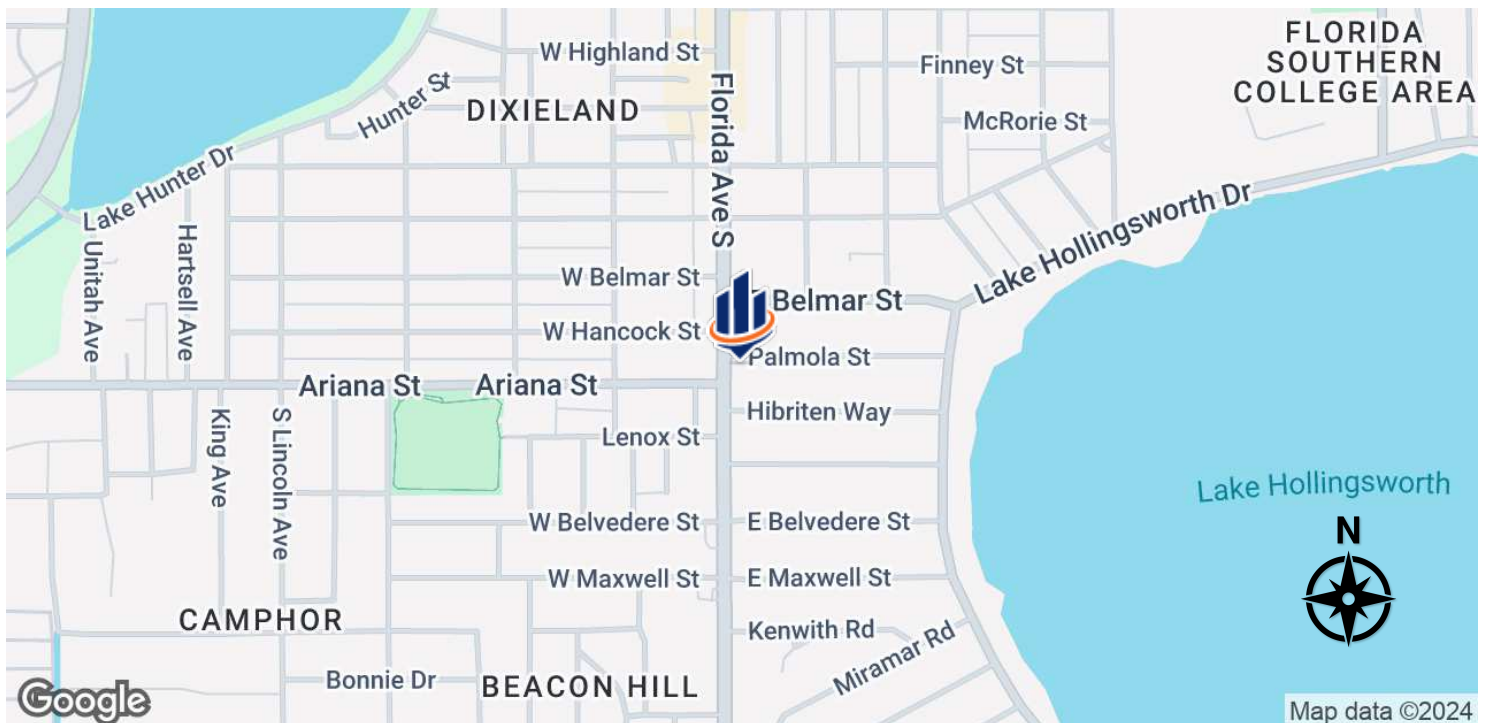 FLORIDA
SOUTHERN
COLLEGE AREA
W Highland St
Finney St
Hunter St
DIXIELAND
Florida Ave S
McRorie St
Lake Hunter Dr
Lake Hollingsworth Dr
Unitah Ave
Hartsell Ave
W Belmar St
Belmar St
W Hancock St
Palmola St
Ariana St
Ariana St
King Ave
S Lincoln Ave
Hibriten Way
Lenox St
Lake Hollingsworth
W Belvedere St
E Belvedere St
N
W Maxwell St
E Maxwell St
CAMPHOR
Kenwith Rd
Miramar Rd
Bonnie Dr
BEACON HILL
Google
Map data ©2024